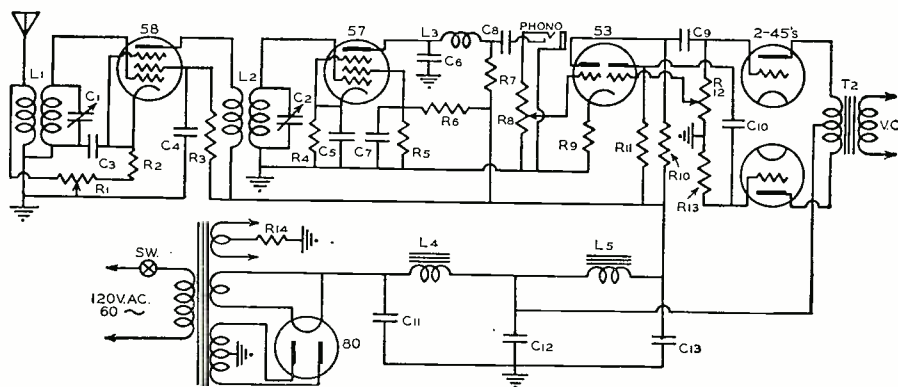 58
57
L3
C8
PHONO
53
C9
2-45's
L1
C1
L2
C2
C6
R7
R
12
T2
V.C.
C3
R2
C4
R3
R4
C5
C7
R6
R5
R8
R9
R11
R10
C10
R1
R13
R14
SW.
L4
L5
120V.AC.
60 ~
80
C11
C12
C13